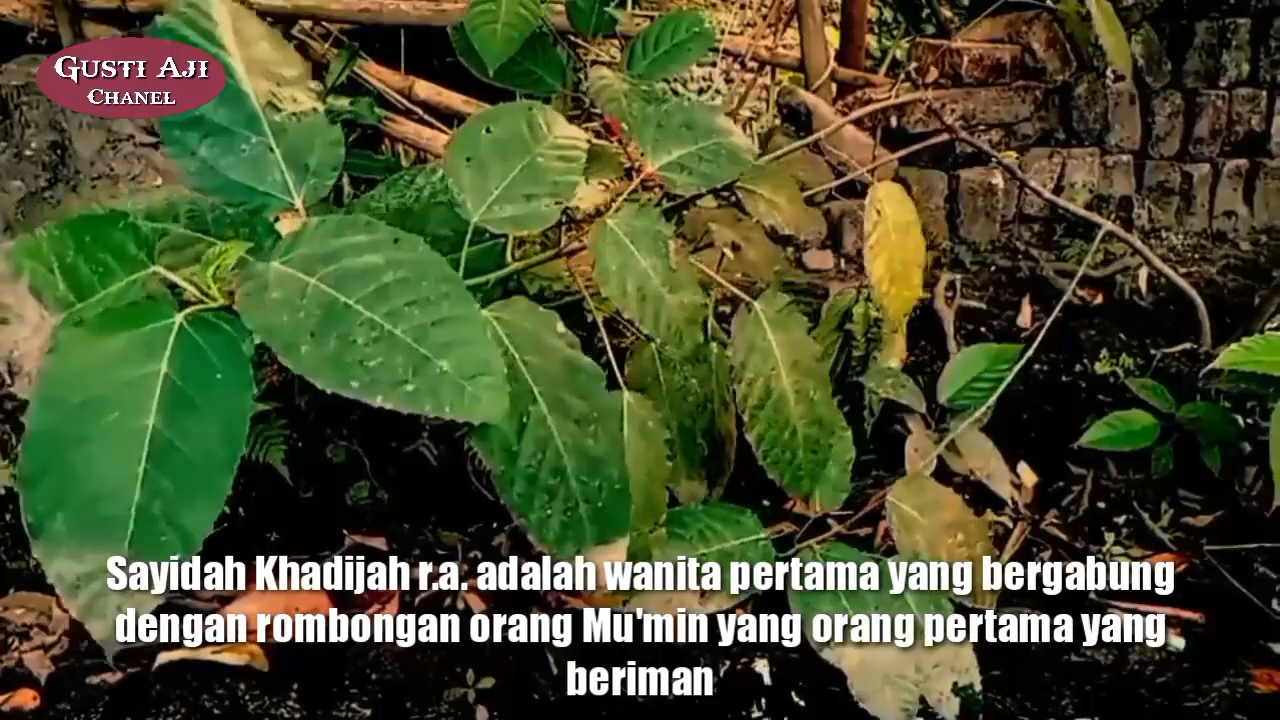 GUSTI AJI
CHANEL
Sayidah Khadijah r.a. adalah wanita pertama yang bergabung
dengan rombongan orang Mu'min yang orang pertama yang
beriman